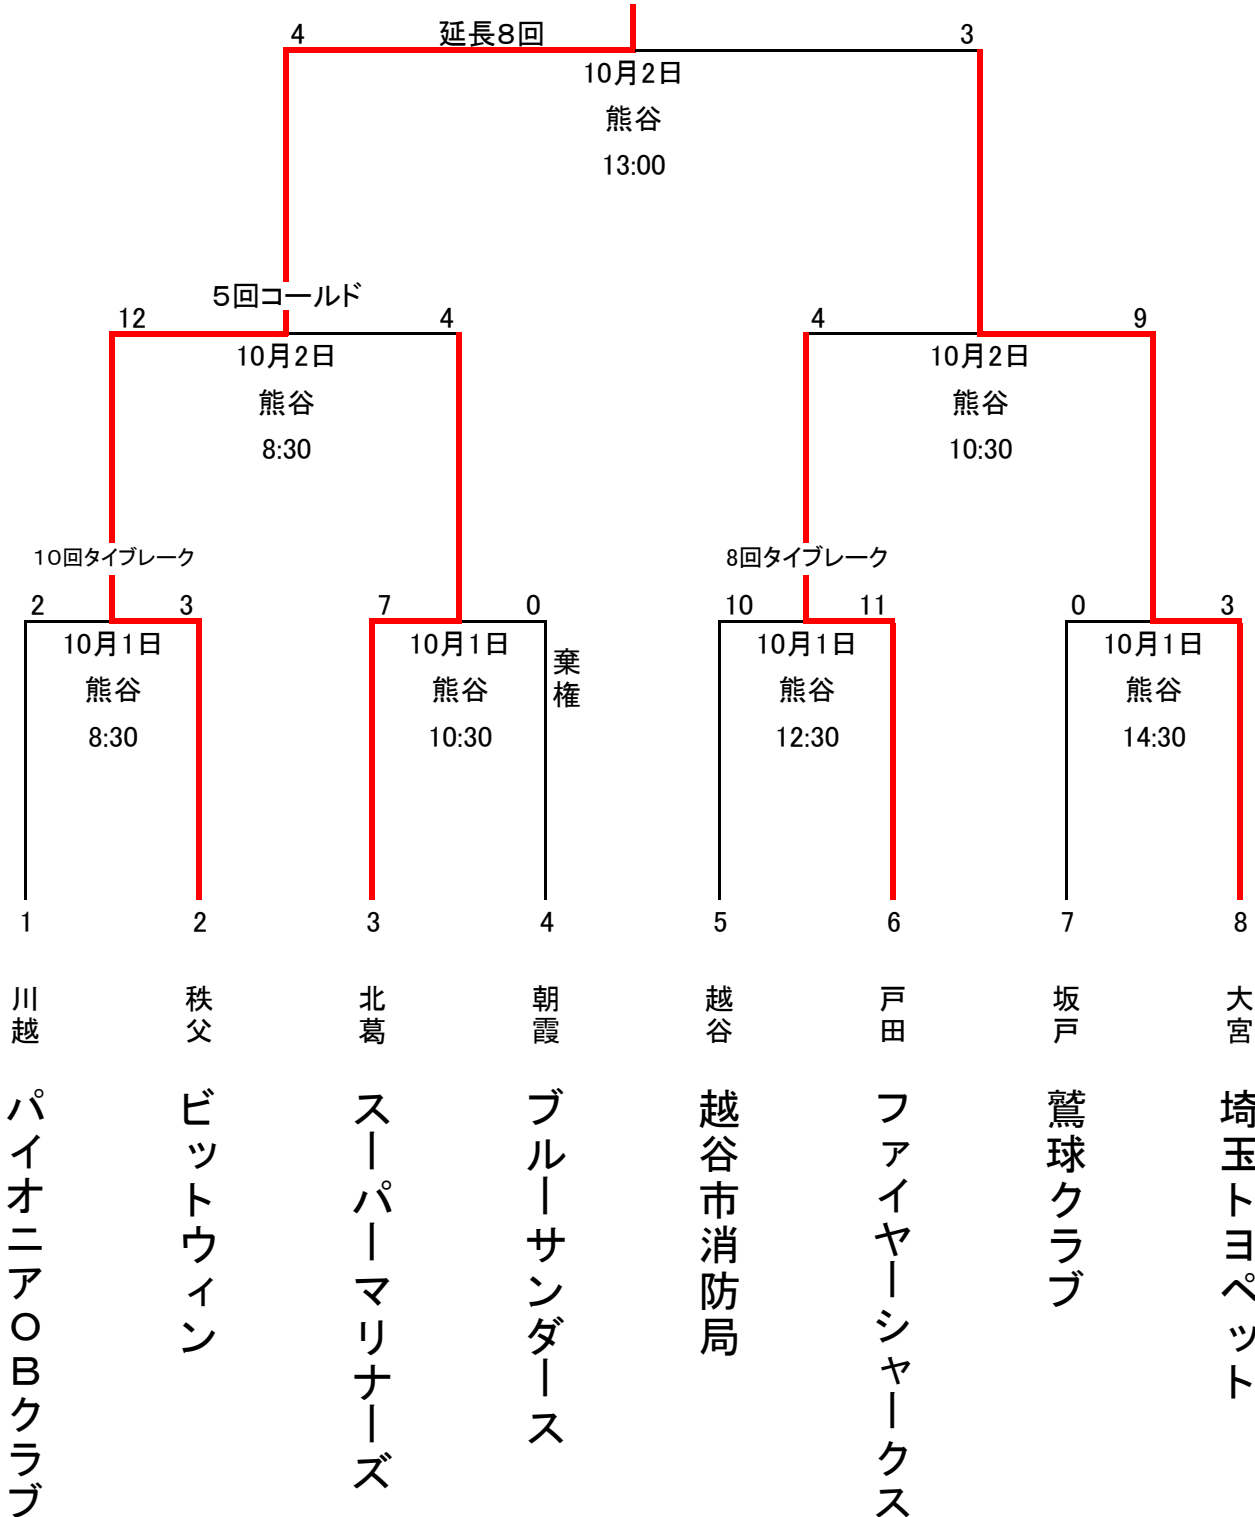 4 延長8回 3
10月2日
熊谷
13:00
5回コールド
12 4 4 9
10月2日 10月2日
熊谷 熊谷
8:30 10:30
10回タイブレーク 8回タイブレーク
2 3 7 0 10 11 0 3
10月1日 10月1日 10月1日 10月1日
棄権
熊谷 熊谷 熊谷 熊谷
8:30 10:30 12:30 14:30
1 2 3 4 5 6 7 8
川越 秩父 北葛 朝霞 越谷 戸田 坂戸 大宮
パイオニアOBクラブ
ビットウィン
スーパーマリナーズ
ブルーサンダース
越谷市消防局
ファイヤーシャークス
鷲球クラブ
埼玉トヨペット